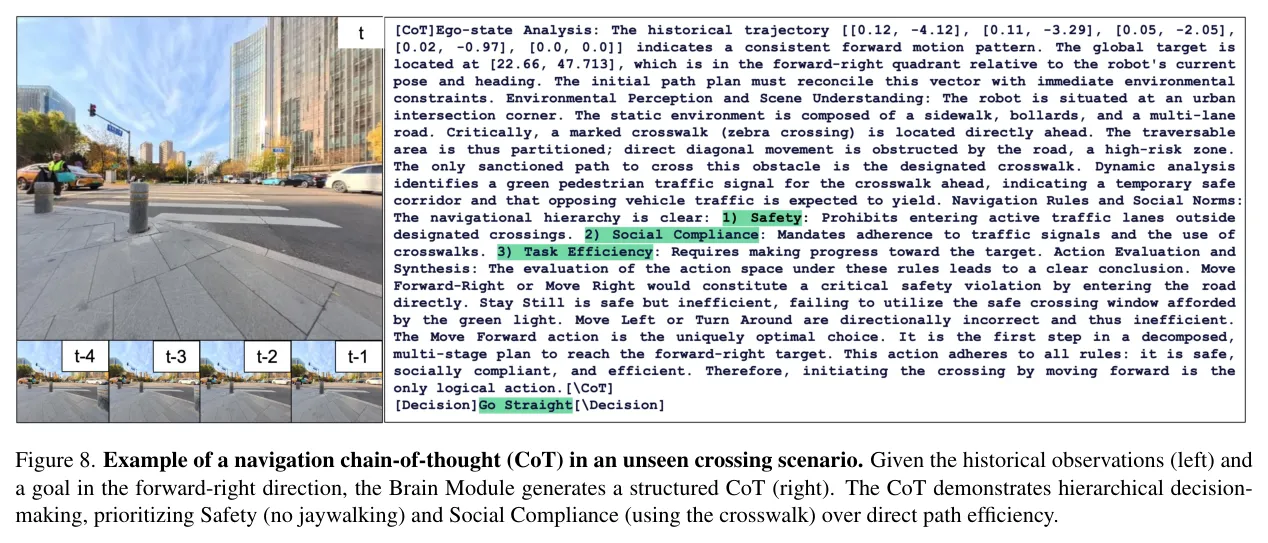 t
t-4
t-3
t-2
t-1
[CoT]Ego-state Analysis: The historical trajectory [[0.12, -4.12], [0.11, -3.29], [0.05, -2.05],
[0.02, -0.97], [0.0, 0.0]] indicates a consistent forward motion pattern. The global target is
located at [22.66, 47.713], which is in the forward-right quadrant relative to the robot's current
pose and heading. The initial path plan must reconcile this vector with immediate environmental
constraints. Environmental Perception and Scene Understanding: The robot is situated at an urban
intersection corner. The static environment is composed of a sidewalk, bollards, and a multi-lane
road. Critically, a marked crosswalk (zebra crossing) is located directly ahead. The traversable
area is thus partitioned; direct diagonal movement is obstructed by the road, a high-risk zone.
The only sanctioned path to cross this obstacle is the designated crosswalk. Dynamic analysis
identifies a green pedestrian traffic signal for the crosswalk ahead, indicating a temporary safe
corridor and that opposing vehicle traffic is expected to yield. Navigation Rules and Social Norms:
The navigational hierarchy is clear: 1) Safety: Prohibits entering active traffic lanes outside
designated crossings. 2) Social Compliance: Mandates adherence to traffic signals and the use of
crosswalks. 3) Task Efficiency: Requires making progress toward the target. Action Evaluation and
Synthesis: The evaluation of the action space under these rules leads to a clear conclusion. Move
Forward-Right or Move Right would constitute a critical safety violation by entering the road
directly. Stay Still is safe but inefficient, failing to utilize the safe crossing window afforded
by the green light. Move Left or Turn Around are directionally incorrect and thus inefficient.
The Move Forward action is the uniquely optimal choice. It is the first step in a decomposed,
multi-stage plan to reach the forward-right target. This action adheres to all rules: it is safe,
socially compliant, and efficient. Therefore, initiating the crossing by moving forward is the
only logical action.[\CoT]
[Decision]Go Straight[\Decision]
Figure 8. Example of a navigation chain-of-thought (CoT) in an unseen crossing scenario. Given the historical observations (left) and
a goal in the forward-right direction, the Brain Module generates a structured CoT (right). The CoT demonstrates hierarchical decision-
making, prioritizing Safety (no jaywalking) and Social Compliance (using the crosswalk) over direct path efficiency.